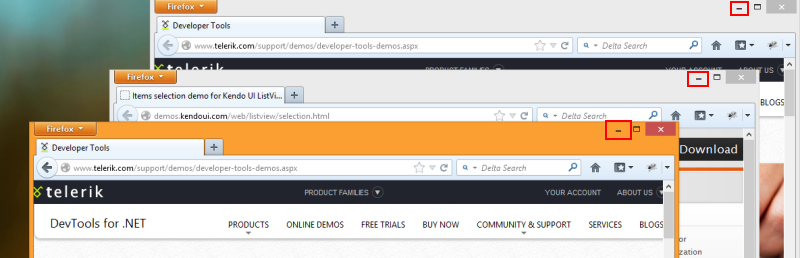 Firefox
Developer Tools
www.telerik.com/support/demos/developer-tools-demos.aspx
Delta Search
telerik
PRODUCT FAMILIES
YOUR ACCOUNT
ABOUT US
BLOGS
Firefox
Items selection demo for Kendo UI ListVi...
demos.kendoui.com/web/listview/selection.html
Delta Search
Download
Firefox
Developer Tools
www.telerik.com/support/demos/developer-tools-demos.aspx
Delta Search
telerik
PRODUCT FAMILIES
YOUR ACCOUNT
ABOUT US
DevTools for .NET
PRODUCTS
ONLINE DEMOS
FREE TRIALS
BUY NOW
COMMUNITY & SUPPORT
SERVICES
BLOGS
or
zation